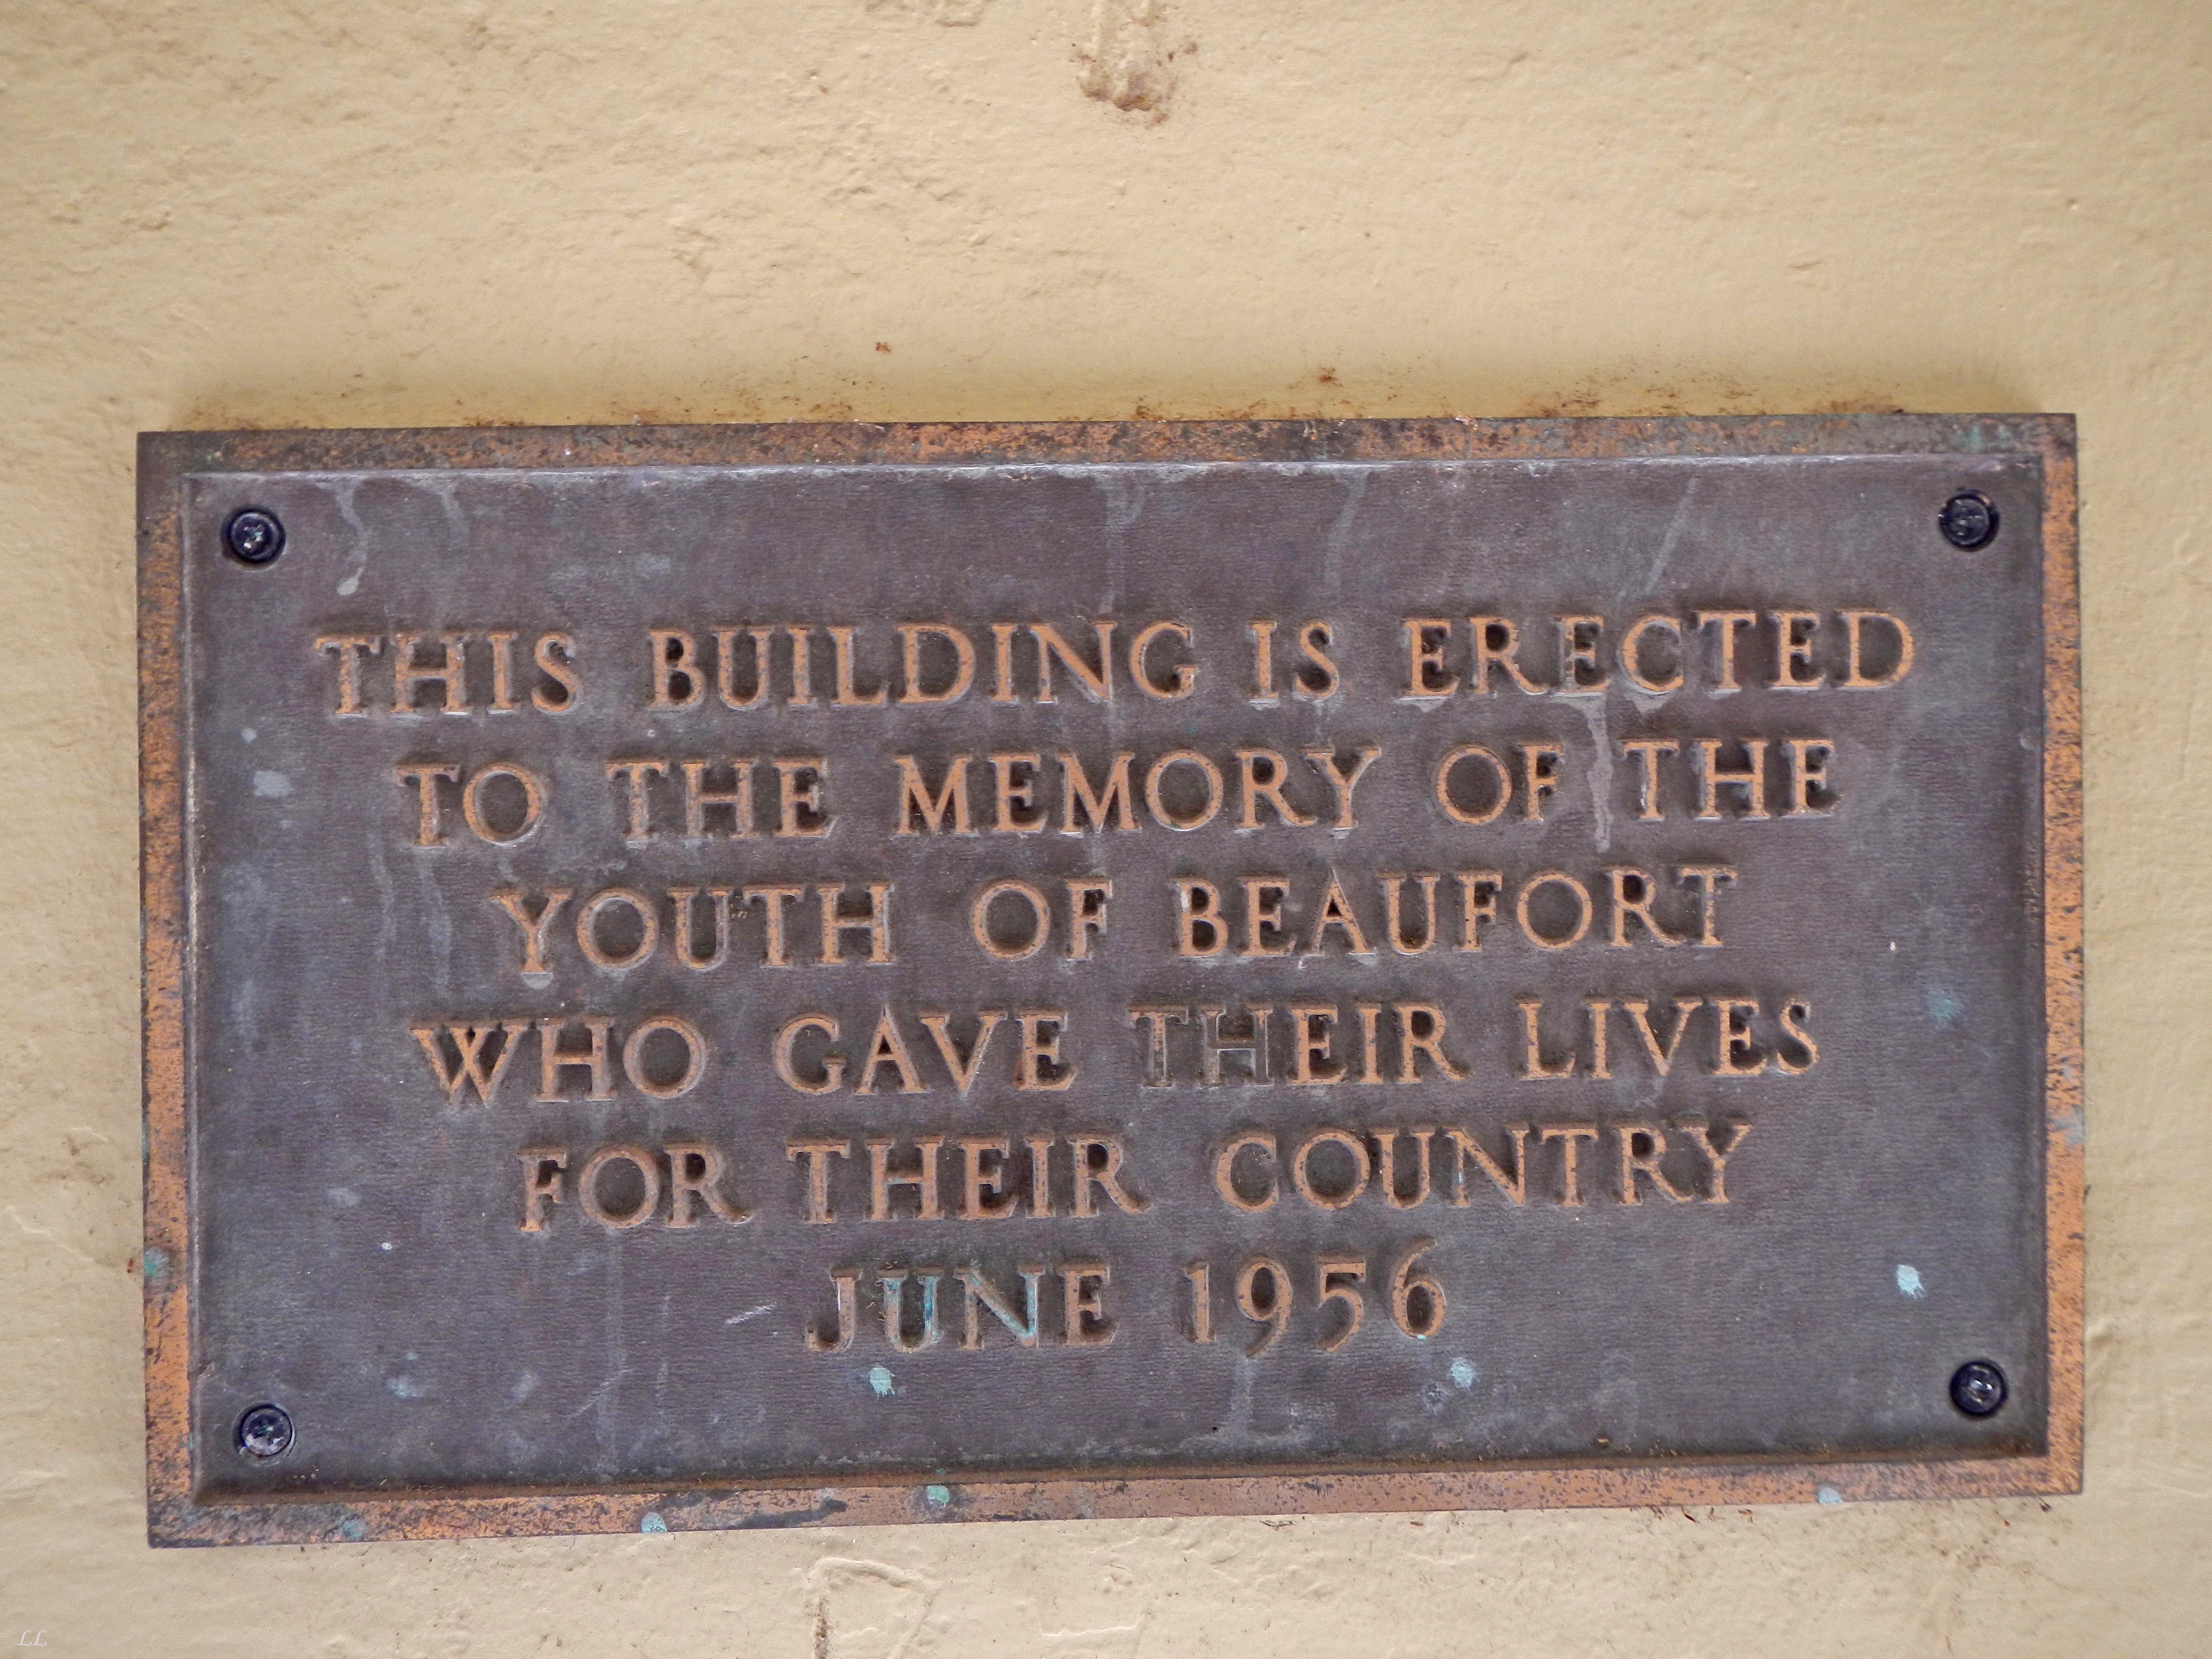 THIS BUILDING IS ERECTED
TO THE MEMORY OF THE
YOUTH OF BEAUFORT
WHO GAVE THEIR LIVES
FOR THEIR COUNTRY
JUNE 1956
LL